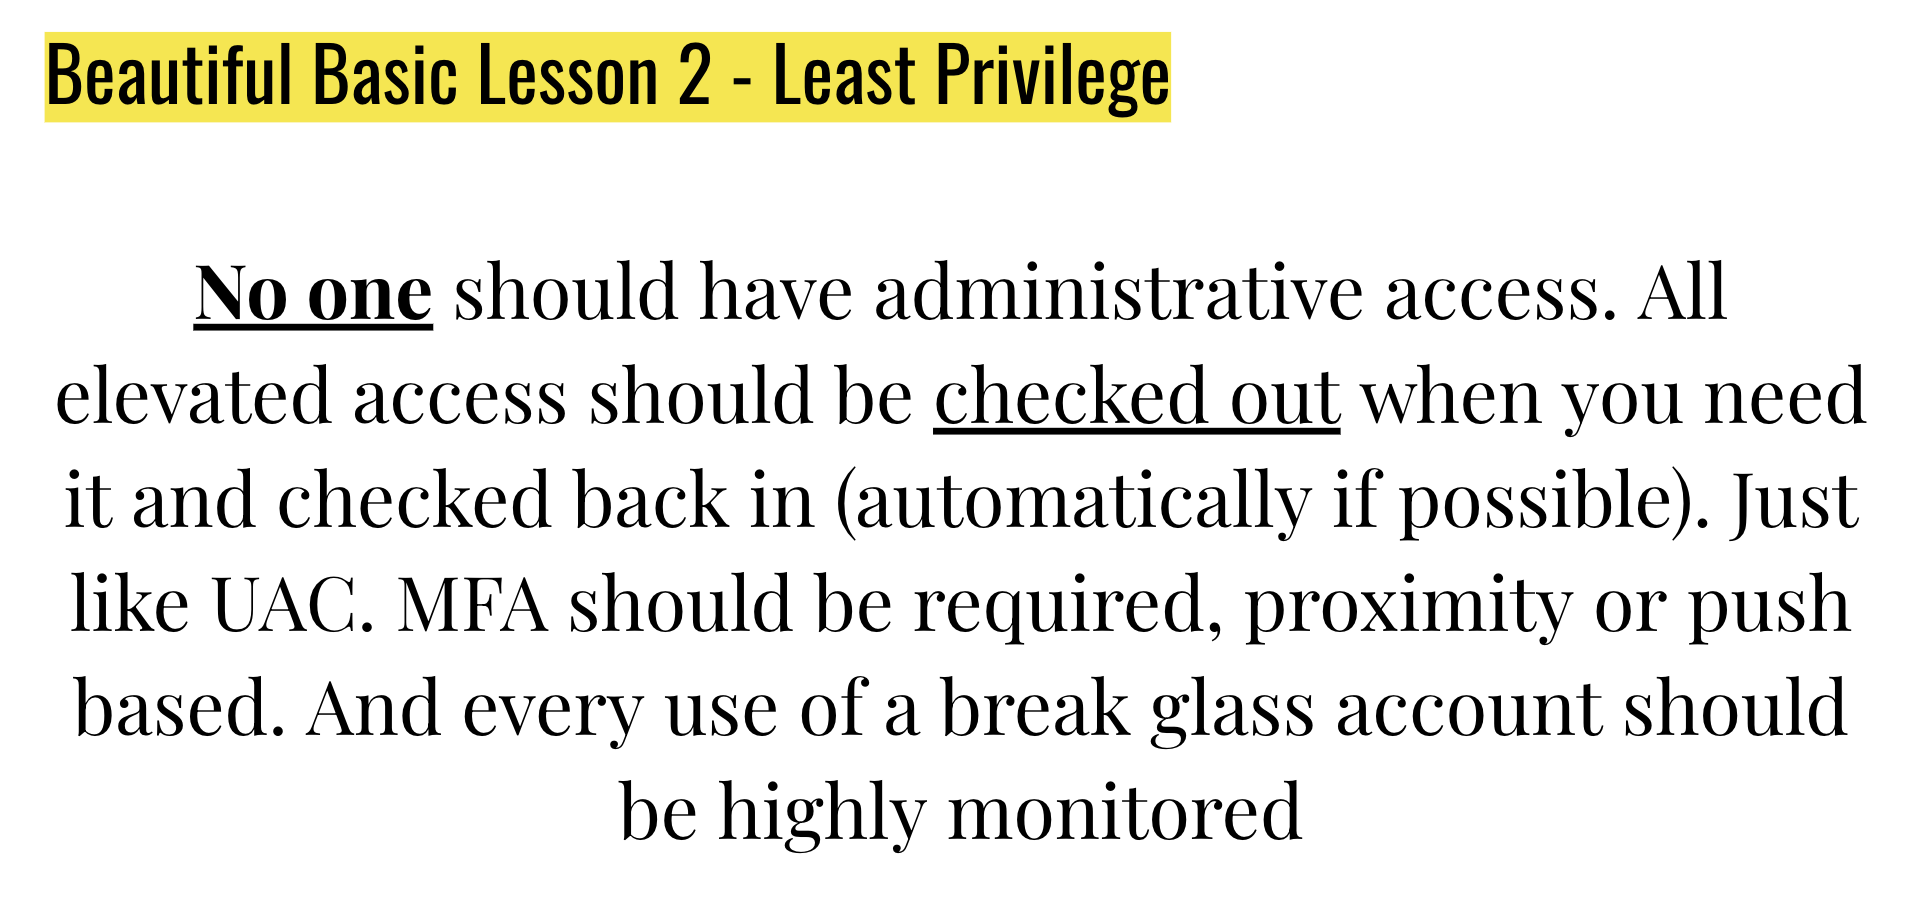 Beautiful Basic Lesson 2 - Least Privilege
No one should have administrative access. All
elevated access should be checked out when you need
it and checked back in (automatically if possible). Just
like UAC. MFA should be required, proximity or push
based. And every use of a break glass account should
be highly monitored